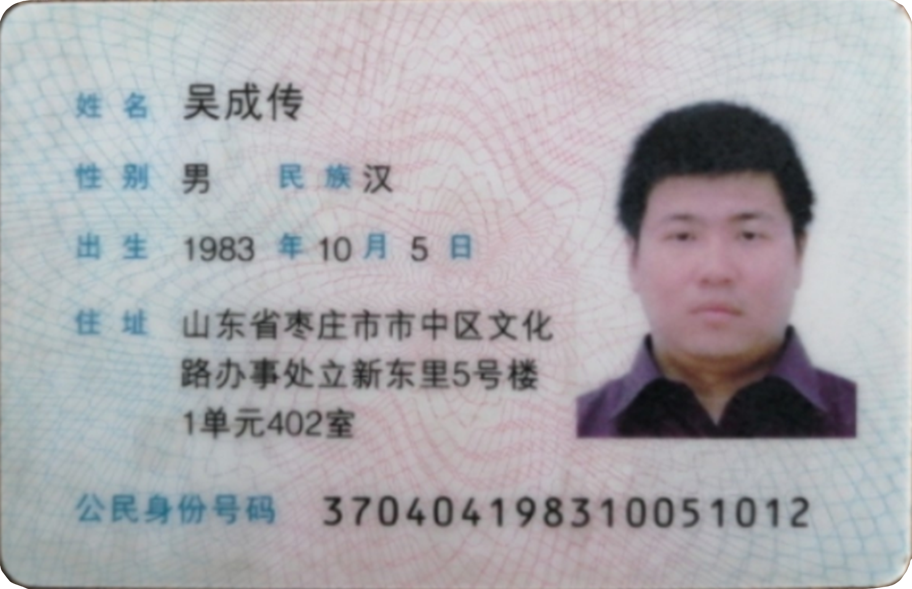 姓名 吴成传
性别 男 民族 汉
出生 1983 年 10 月 5 日
住址 山东省枣庄市市中区文化
路办事处立新东里5号楼
1单元402室
公民身份号码 370404198310051012